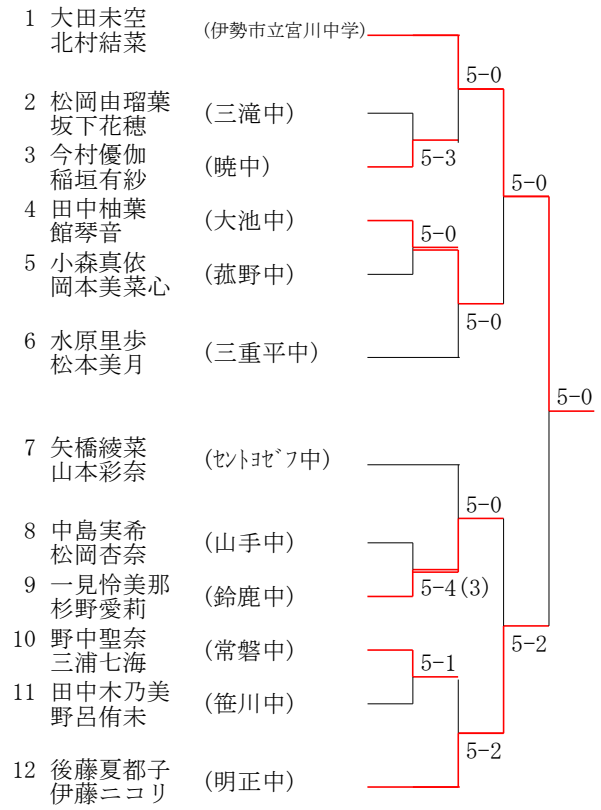 1 大田未空
北村結菜
(伊勢市立宮川中学)
5-0
2 松岡由瑠葉
坂下花穂
(三滝中)
5-3
3 今村優伽
稲垣有紗
(暁中)
5-0
4 田中柚葉
館琴音
(大池中)
5-0
5 小森真依
岡本美菜心
(菰野中)
5-0
6 水原里歩
松本美月
(三重平中)
5-0
7 矢橋綾菜
山本彩奈
(ｾﾝﾄﾖｾﾞﾌ中)
5-0
8 中島実希
松岡杏奈
(山手中)
5-4(3)
9 一見怜美那
杉野愛莉
(鈴鹿中)
5-2
10 野中聖奈
三浦七海
(常磐中)
5-1
11 田中木乃美
野呂侑未
(笹川中)
5-2
12 後藤夏都子
伊藤ニコリ
(明正中)